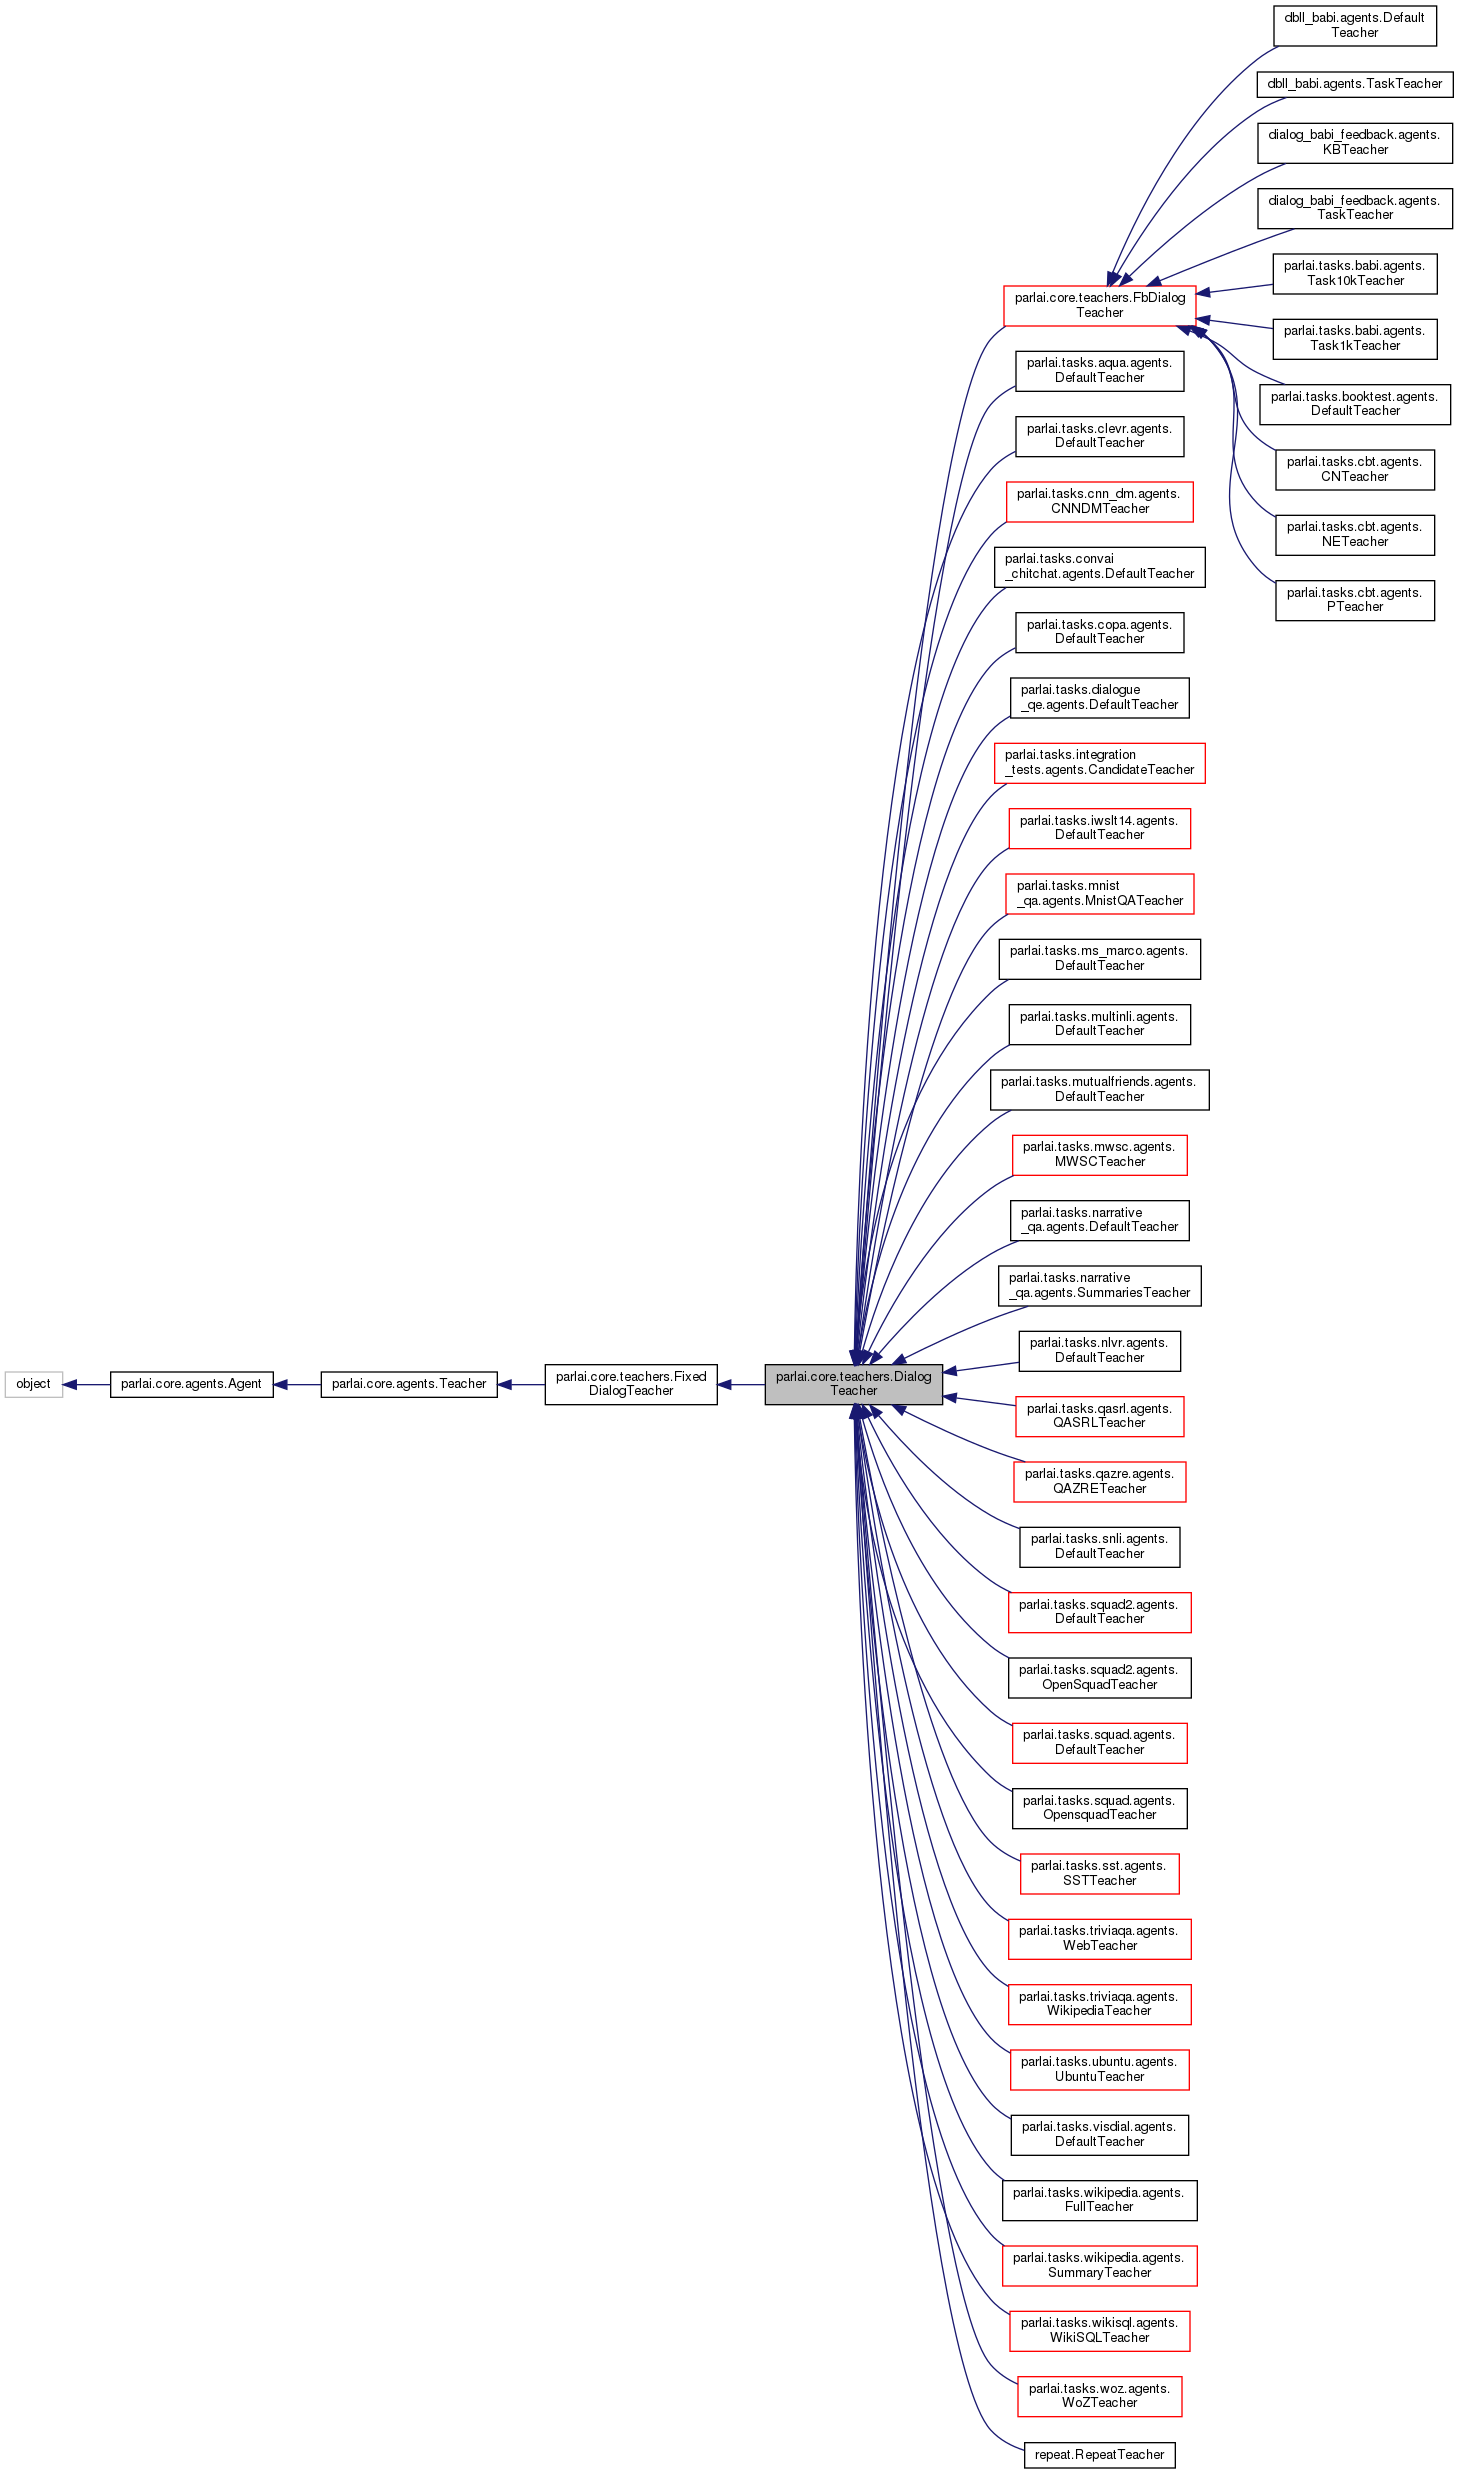 object
parlai.core.agents.Agent
parlai.core.agents.Teacher
parlai.core.teachers.Fixed
DialogTeacher
parlai.core.teachers.Dialog
Teacher
parlai.core.teachers.FbDialog
Teacher
dbll_babi.agents.Default
Teacher
dbll_babi.agents.TaskTeacher
dialog_babi_feedback.agents.
KBTeacher
dialog_babi_feedback.agents.
TaskTeacher
parlai.tasks.babi.agents.
Task10kTeacher
parlai.tasks.babi.agents.
Task1kTeacher
parlai.tasks.booktest.agents.
DefaultTeacher
parlai.tasks.cbt.agents.
CNTeacher
parlai.tasks.cbt.agents.
NETeacher
parlai.tasks.cbt.agents.
PTeacher
parlai.tasks.aqua.agents.
DefaultTeacher
parlai.tasks.clevr.agents.
DefaultTeacher
parlai.tasks.cnn_dm.agents.
CNNDMTeacher
parlai.tasks.convai
_chitchat.agents.DefaultTeacher
parlai.tasks.copa.agents.
DefaultTeacher
parlai.tasks.dialogue
_qe.agents.DefaultTeacher
parlai.tasks.integration
_tests.agents.CandidateTeacher
parlai.tasks.iwslt14.agents.
DefaultTeacher
parlai.tasks.mnist
_qa.agents.MnistQATeacher
parlai.tasks.ms_marco.agents.
DefaultTeacher
parlai.tasks.multinli.agents.
DefaultTeacher
parlai.tasks.mutualfriends.agents.
DefaultTeacher
parlai.tasks.mwsc.agents.
MWSCTeacher
parlai.tasks.narrative
_qa.agents.DefaultTeacher
parlai.tasks.narrative
_qa.agents.SummariesTeacher
parlai.tasks.nlvr.agents.
DefaultTeacher
parlai.tasks.qasrl.agents.
QASRLTeacher
parlai.tasks.qazre.agents.
QAZRETeacher
parlai.tasks.snli.agents.
DefaultTeacher
parlai.tasks.squad2.agents.
DefaultTeacher
parlai.tasks.squad2.agents.
OpenSquadTeacher
parlai.tasks.squad.agents.
DefaultTeacher
parlai.tasks.squad.agents.
OpensquadTeacher
parlai.tasks.sst.agents.
SSTTeacher
parlai.tasks.triviaqa.agents.
WebTeacher
parlai.tasks.triviaqa.agents.
WikipediaTeacher
parlai.tasks.ubuntu.agents.
UbuntuTeacher
parlai.tasks.visdial.agents.
DefaultTeacher
parlai.tasks.wikipedia.agents.
FullTeacher
parlai.tasks.wikipedia.agents.
SummaryTeacher
parlai.tasks.wikisql.agents.
WikiSQLTeacher
parlai.tasks.woz.agents.
WoZTeacher
repeat.RepeatTeacher